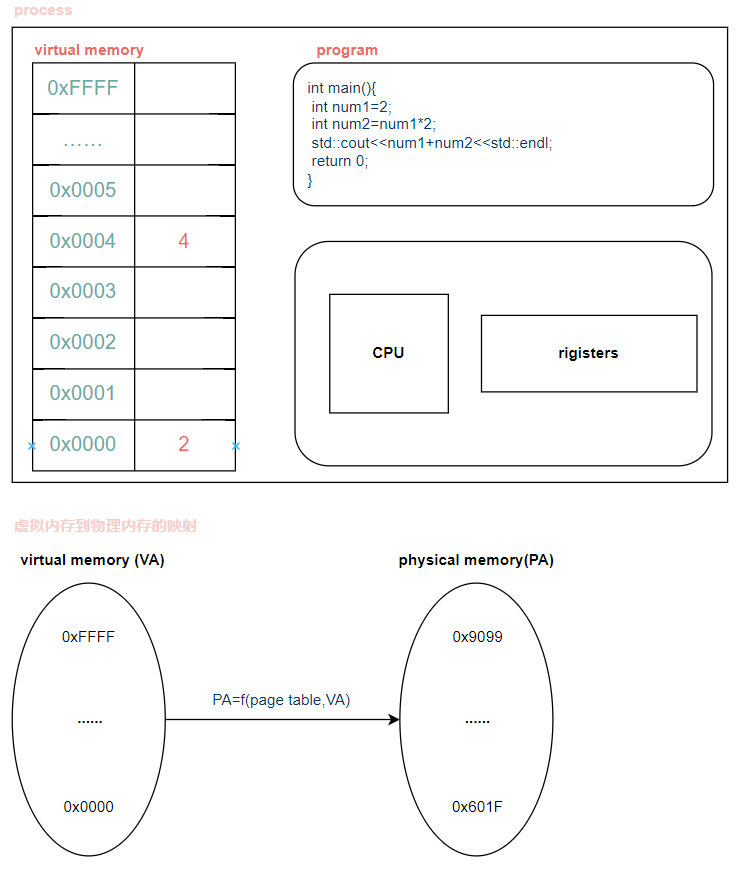 process
virtual memory
program
0xFFFF
......
0x0005
0x0004 4
0x0003
0x0002
0x0001
0x0000 2
int main(){
int num1=2;
int num2=num1*2;
std::cout<<num1+num2<<std::endl;
return 0;
}
CPU
rigisters
虚拟内存到物理内存的映射
virtual memory (VA)
physical memory(PA)
0xFFFF
......
0x0000
PA=f(page table,VA)
0x9099
......
0x601F